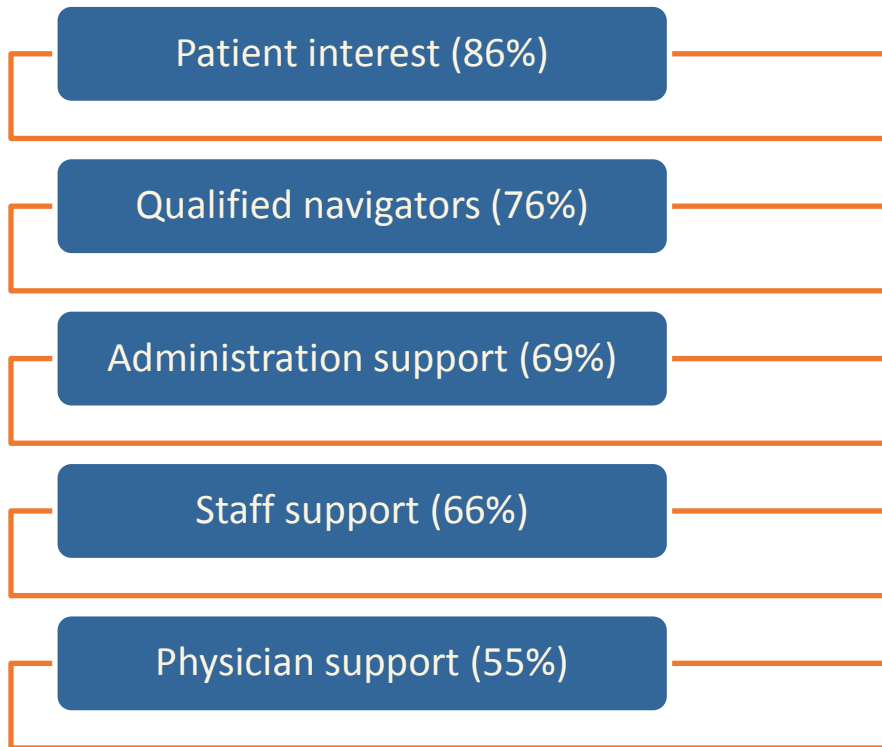 Patient interest (86%)
Qualified navigators (76%)
Administration support (69%)
Staff support (66%)
Physician support (55%)